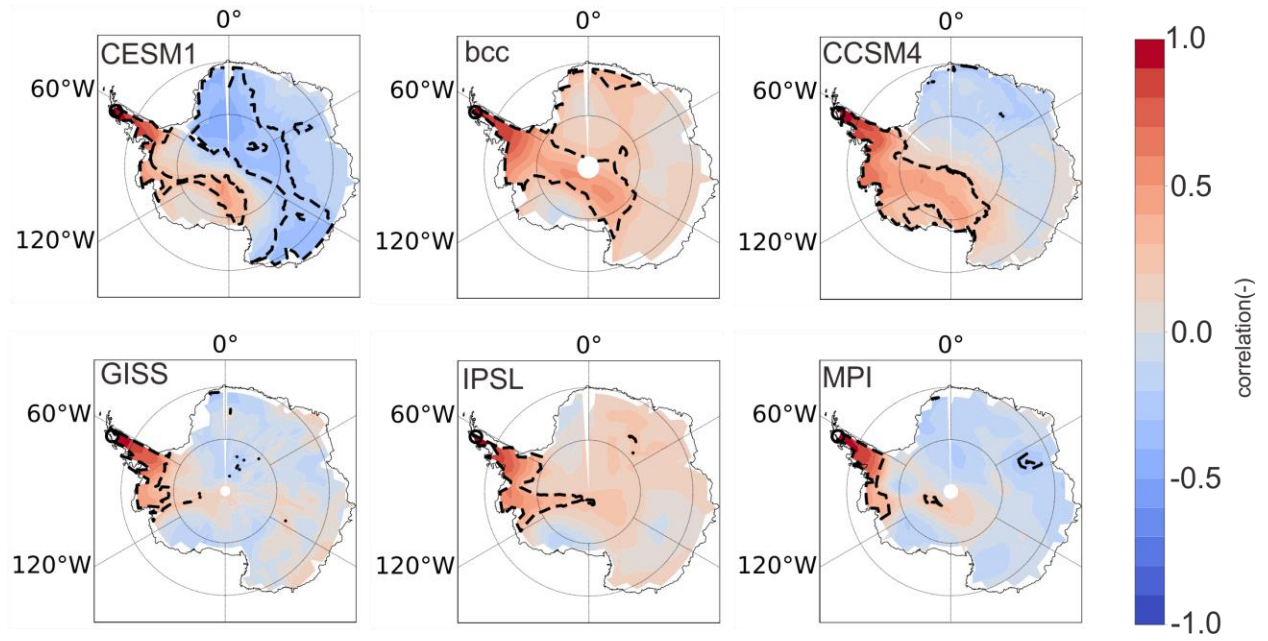 0° 0° 0°
CESM1 bcc CCSM4 1.0
60°W 60°W 60°W
0.5
120°W 120°W 120°W
0.0
correlation(-)
0° 0° 0°
GISS IPSL MPI
60°W 60°W 60°W
-0.5
120°W 120°W 120°W
-1.0